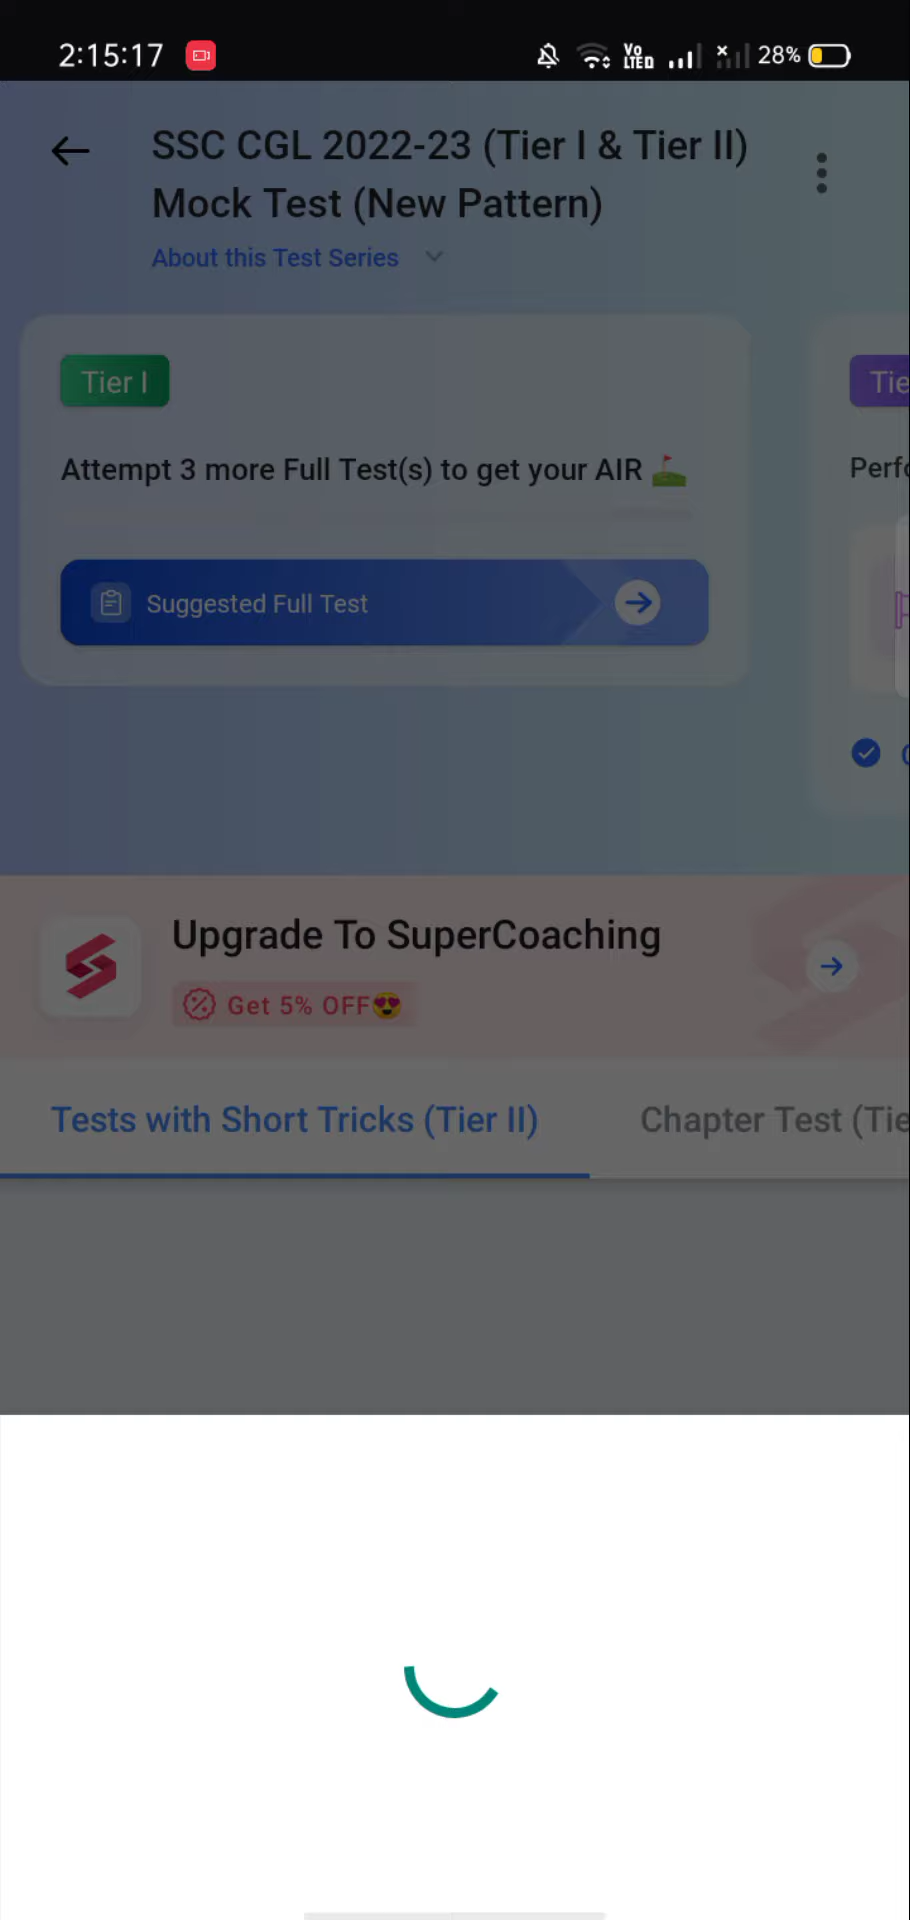 2:15:17
Vo
LTED
28%
SSC CGL 2022-23 (Tier I & Tier II)
Mock Test (New Pattern)
About this Test Series
Tier I
Tie
Attempt 3 more Full Test(s) to get your AIR
Perfo
Suggested Full Test
Upgrade To SuperCoaching
Get 5% OFF😍
Tests with Short Tricks (Tier II)
Chapter Test (Tie